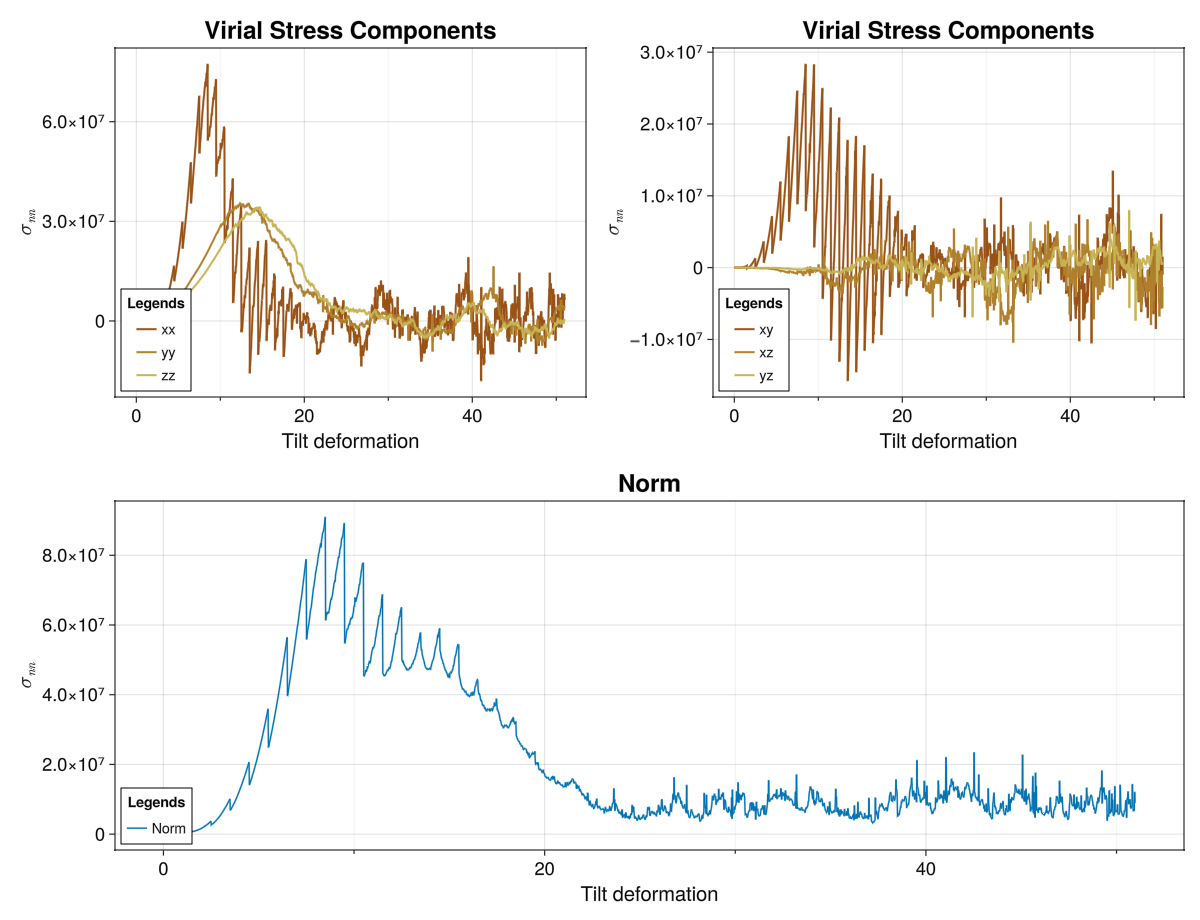 Virial Stress Components
6.0×10⁷
3.0×10⁷
0
σₙₙ
Legends
xx
yy
zz
0 20 40
Tilt deformation
Virial Stress Components
3.0×10⁷
2.0×10⁷
1.0×10⁷
0
−1.0×10⁷
σₙₙ
Legends
xy
xz
yz
0 20 40
Tilt deformation
Norm
8.0×10⁷
6.0×10⁷
4.0×10⁷
2.0×10⁷
0
σₙₙ
Legends
Norm
0 20 40
Tilt deformation